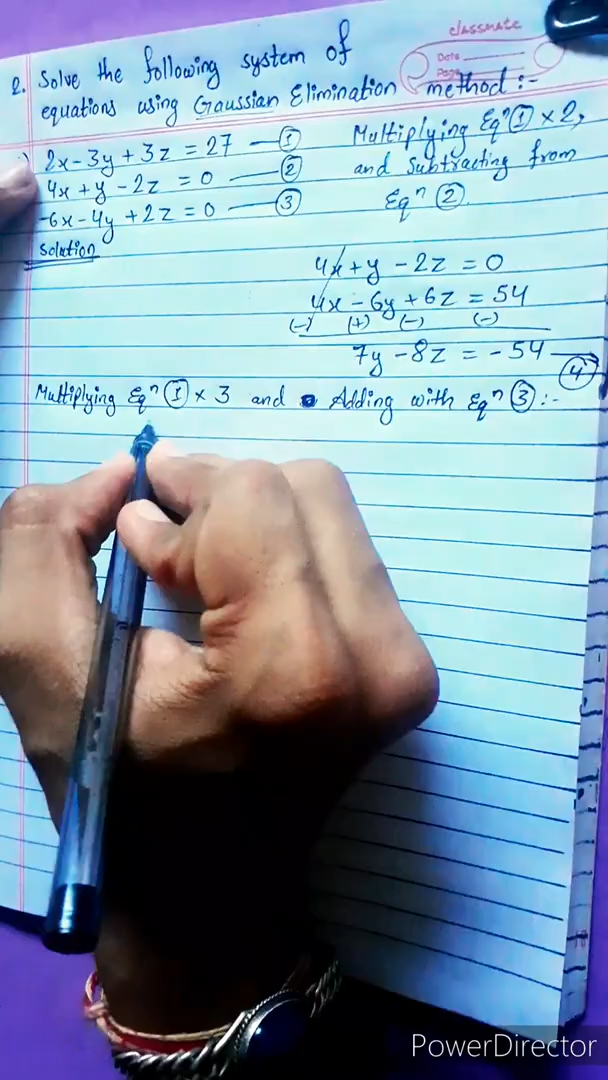 classmate
Date
Page
2. Solve the following system of
equations using Gaussian Elimination method:-
2x - 3y + 3z = 27 — ①
4x + y - 2z = 0 — ②
-6x - 4y + 2z = 0 — ③
Solution
Multiplying Eqⁿ ① × 2,
and Subtracting from
Eqⁿ ②.
4x + y - 2z = 0
4x - 6y + 6z = 54
(-) (+) (-) (-)
7y - 8z = -54 — ④
Multiplying Eqⁿ ① × 3 and Adding with Eqⁿ ③ :-
PowerDirector